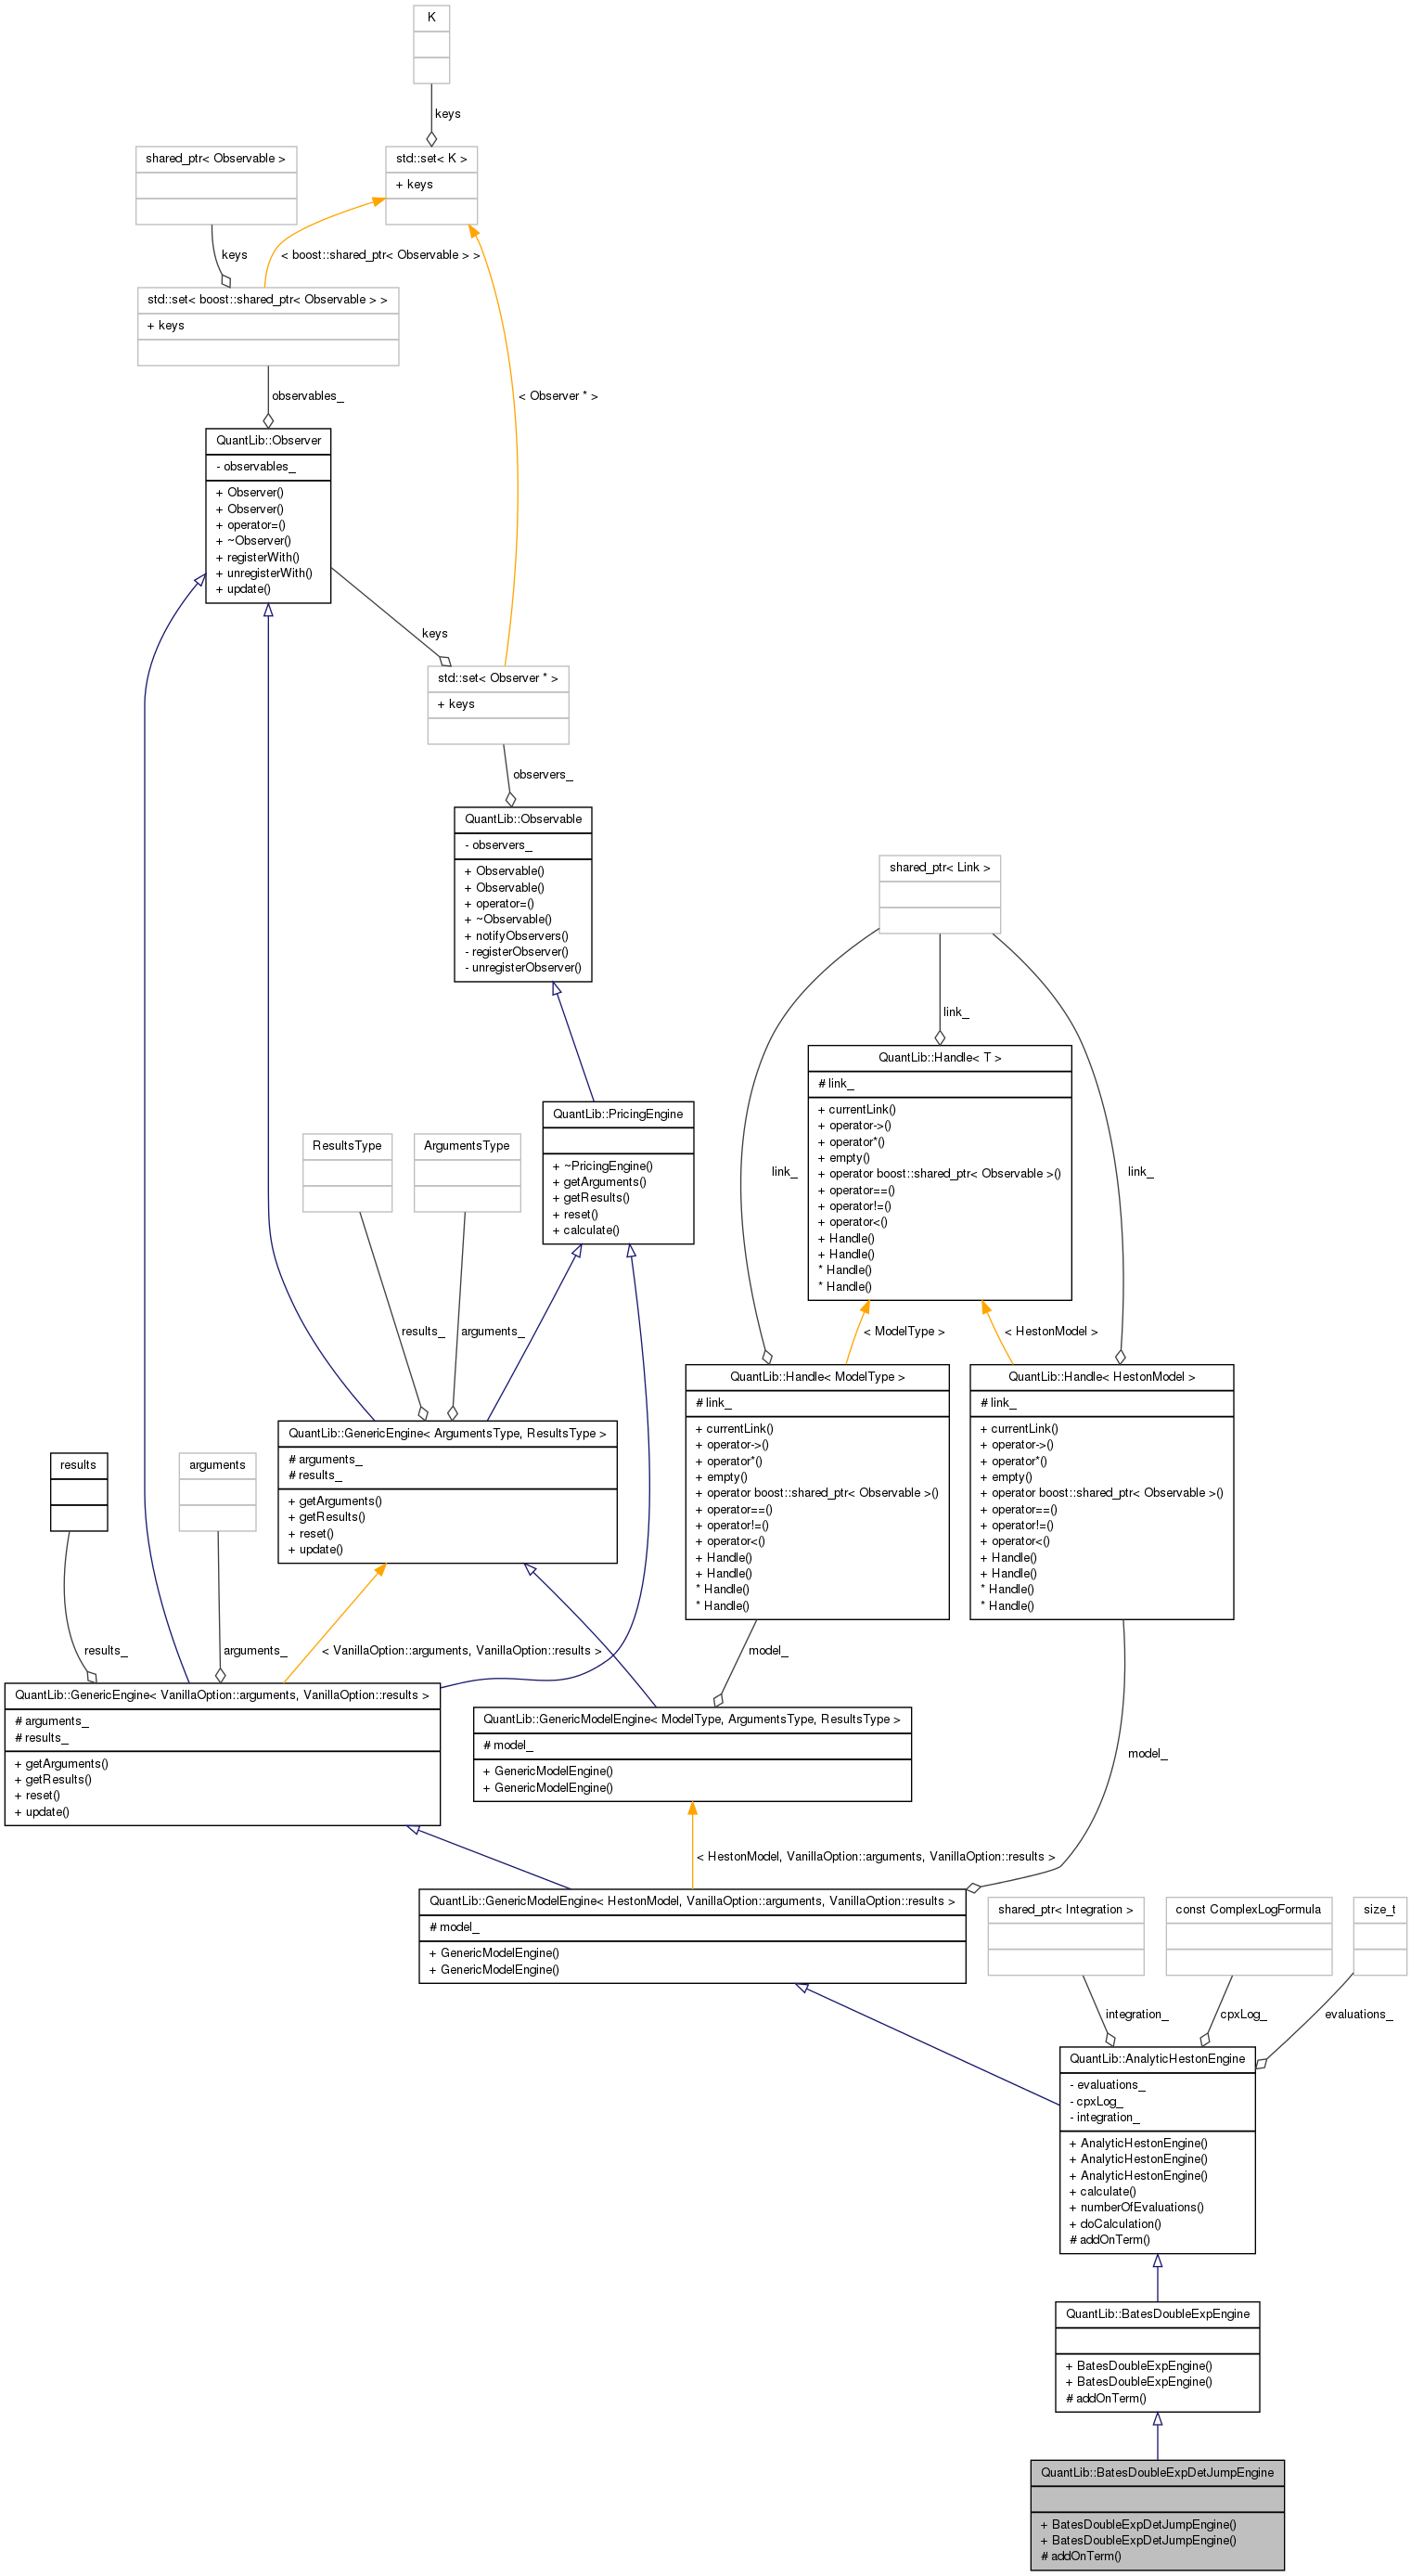 K
keys
shared_ptr< Observable >
std::set< K >
+ keys
keys
< boost::shared_ptr< Observable > >
std::set< boost::shared_ptr< Observable > >
+ keys
observables_
< Observer * >
QuantLib::Observer
- observables_
+ Observer()
+ Observer()
+ operator=()
+ ~Observer()
+ registerWith()
+ unregisterWith()
+ update()
keys
std::set< Observer * >
+ keys
observers_
QuantLib::Observable
- observers_
+ Observable()
+ Observable()
+ operator=()
+ ~Observable()
+ notifyObservers()
- registerObserver()
- unregisterObserver()
shared_ptr< Link >
link_
QuantLib::Handle< T >
# link_
+ currentLink()
+ operator->()
+ operator*()
+ empty()
+ operator boost::shared_ptr< Observable >()
+ operator==()
+ operator!=()
+ operator<()
+ Handle()
+ Handle()
* Handle()
* Handle()
QuantLib::PricingEngine
+ ~PricingEngine()
+ getArguments()
+ getResults()
+ reset()
+ calculate()
ResultsType
ArgumentsType
link_
link_
results_
arguments_
< ModelType >
< HestonModel >
QuantLib::Handle< ModelType >
# link_
+ currentLink()
+ operator->()
+ operator*()
+ empty()
+ operator boost::shared_ptr< Observable >()
+ operator==()
+ operator!=()
+ operator<()
+ Handle()
+ Handle()
* Handle()
* Handle()
QuantLib::Handle< HestonModel >
# link_
+ currentLink()
+ operator->()
+ operator*()
+ empty()
+ operator boost::shared_ptr< Observable >()
+ operator==()
+ operator!=()
+ operator<()
+ Handle()
+ Handle()
* Handle()
* Handle()
QuantLib::GenericEngine< ArgumentsType, ResultsType >
# arguments_
# results_
+ getArguments()
+ getResults()
+ reset()
+ update()
results
arguments
results_
arguments_
< VanillaOption::arguments, VanillaOption::results >
model_
QuantLib::GenericEngine< VanillaOption::arguments, VanillaOption::results >
# arguments_
# results_
+ getArguments()
+ getResults()
+ reset()
+ update()
QuantLib::GenericModelEngine< ModelType, ArgumentsType, ResultsType >
# model_
+ GenericModelEngine()
+ GenericModelEngine()
model_
< HestonModel, VanillaOption::arguments, VanillaOption::results >
QuantLib::GenericModelEngine< HestonModel, VanillaOption::arguments, VanillaOption::results >
# model_
+ GenericModelEngine()
+ GenericModelEngine()
shared_ptr< Integration >
const ComplexLogFormula
size_t
integration_
cpxLog_
evaluations_
QuantLib::AnalyticHestonEngine
- evaluations_
- cpxLog_
- integration_
+ AnalyticHestonEngine()
+ AnalyticHestonEngine()
+ AnalyticHestonEngine()
+ calculate()
+ numberOfEvaluations()
+ doCalculation()
# addOnTerm()
QuantLib::BatesDoubleExpEngine
+ BatesDoubleExpEngine()
+ BatesDoubleExpEngine()
# addOnTerm()
QuantLib::BatesDoubleExpDetJumpEngine
+ BatesDoubleExpDetJumpEngine()
+ BatesDoubleExpDetJumpEngine()
# addOnTerm()